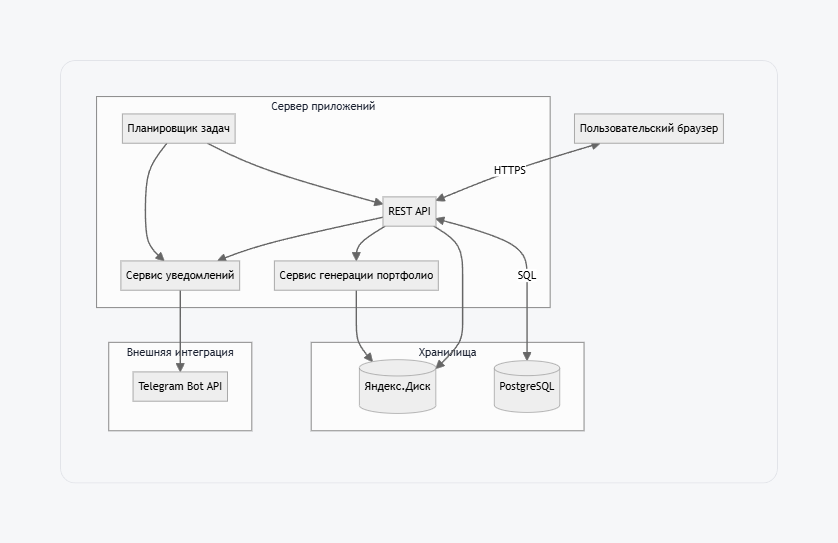 Сервер приложений
Планировщик задач
Пользовательский браузер
HTTPS
REST API
Сервис уведомлений
Сервис генерации портфолио
SQL
Внешняя интеграция
Хранилища
Telegram Bot API
Яндекс.Диск
PostgreSQL